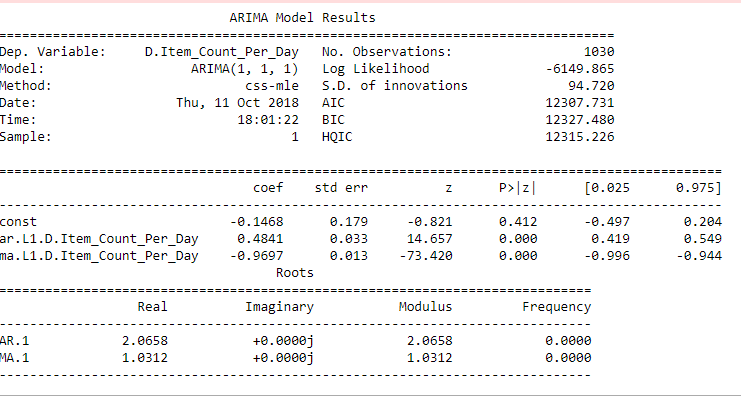 ARIMA Model Results
==============================================================================
Dep. Variable:     D.Item_Count_Per_Day   No. Observations:                 1030
Model:                   ARIMA(1, 1, 1)   Log Likelihood               -6149.865
Method:                         css-mle   S.D. of innovations             94.720
Date:                  Thu, 11 Oct 2018   AIC                          12307.731
Time:                          18:01:22   BIC                          12327.480
Sample:                               1   HQIC                         12315.226
==============================================================================
coef    std err          z      P>|z|      [0.025      0.975]
------------------------------------------------------------------------------
const                          -0.1468      0.179     -0.821      0.412      -0.497       0.204
ar.L1.D.Item_Count_Per_Day      0.4841      0.033     14.657      0.000       0.419       0.549
ma.L1.D.Item_Count_Per_Day     -0.9697      0.013    -73.420      0.000      -0.996      -0.944
Roots
==============================================================================
Real          Imaginary           Modulus         Frequency
------------------------------------------------------------------------------
AR.1            2.0658           +0.0000j            2.0658            0.0000
MA.1            1.0312           +0.0000j            1.0312            0.0000
------------------------------------------------------------------------------